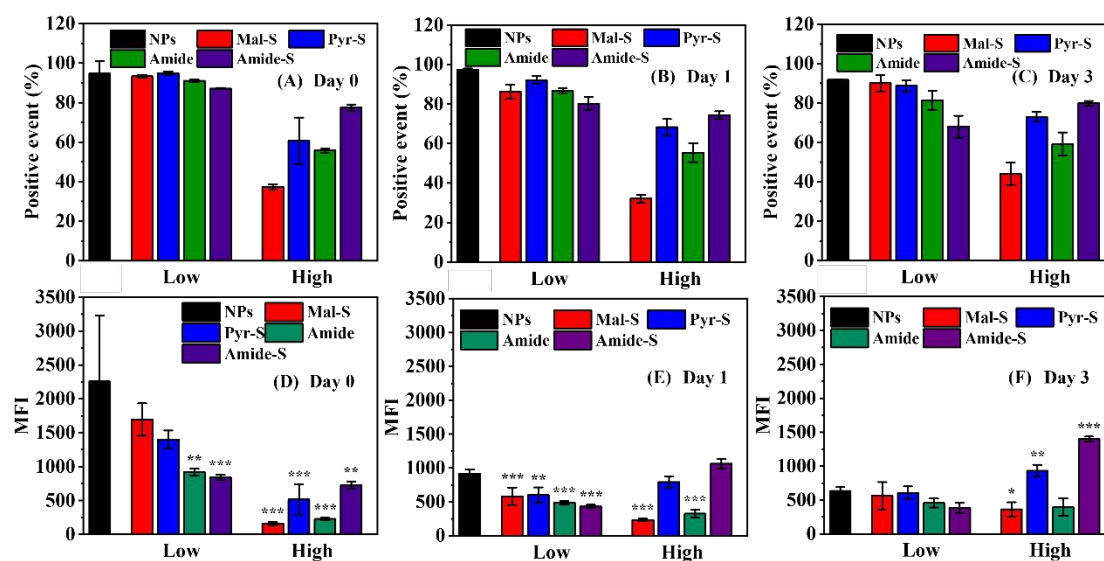 120
100
80
60
40
20
0
Positive event (%)
NPs Mal-S Pyr-S
Amide Amide-S
(A) Day 0
Low High
120
100
80
60
40
20
0
Positive event (%)
NPs Mal-S Pyr-S
Amide Amide-S
(B) Day 1
Low High
120
100
80
60
40
20
0
Positive event (%)
NPs Mal-S Pyr-S
Amide Amide-S
(C) Day 3
Low High
3500
3000
2500
2000
1500
1000
500
0
MFI
NPs Mal-S
Pyr-S Amide
Amide-S
(D) Day 0
** *** *** *** *** **
Low High
3500
3000
2500
2000
1500
1000
500
0
MFI
NPs Mal-S Pyr-S
Amide Amide-S
(E) Day 1
*** ** *** *** *** ***
Low High
3500
3000
2500
2000
1500
1000
500
0
MFI
NPs Mal-S Pyr-S
Amide Amide-S
(F) Day 3
* ** ***
Low High